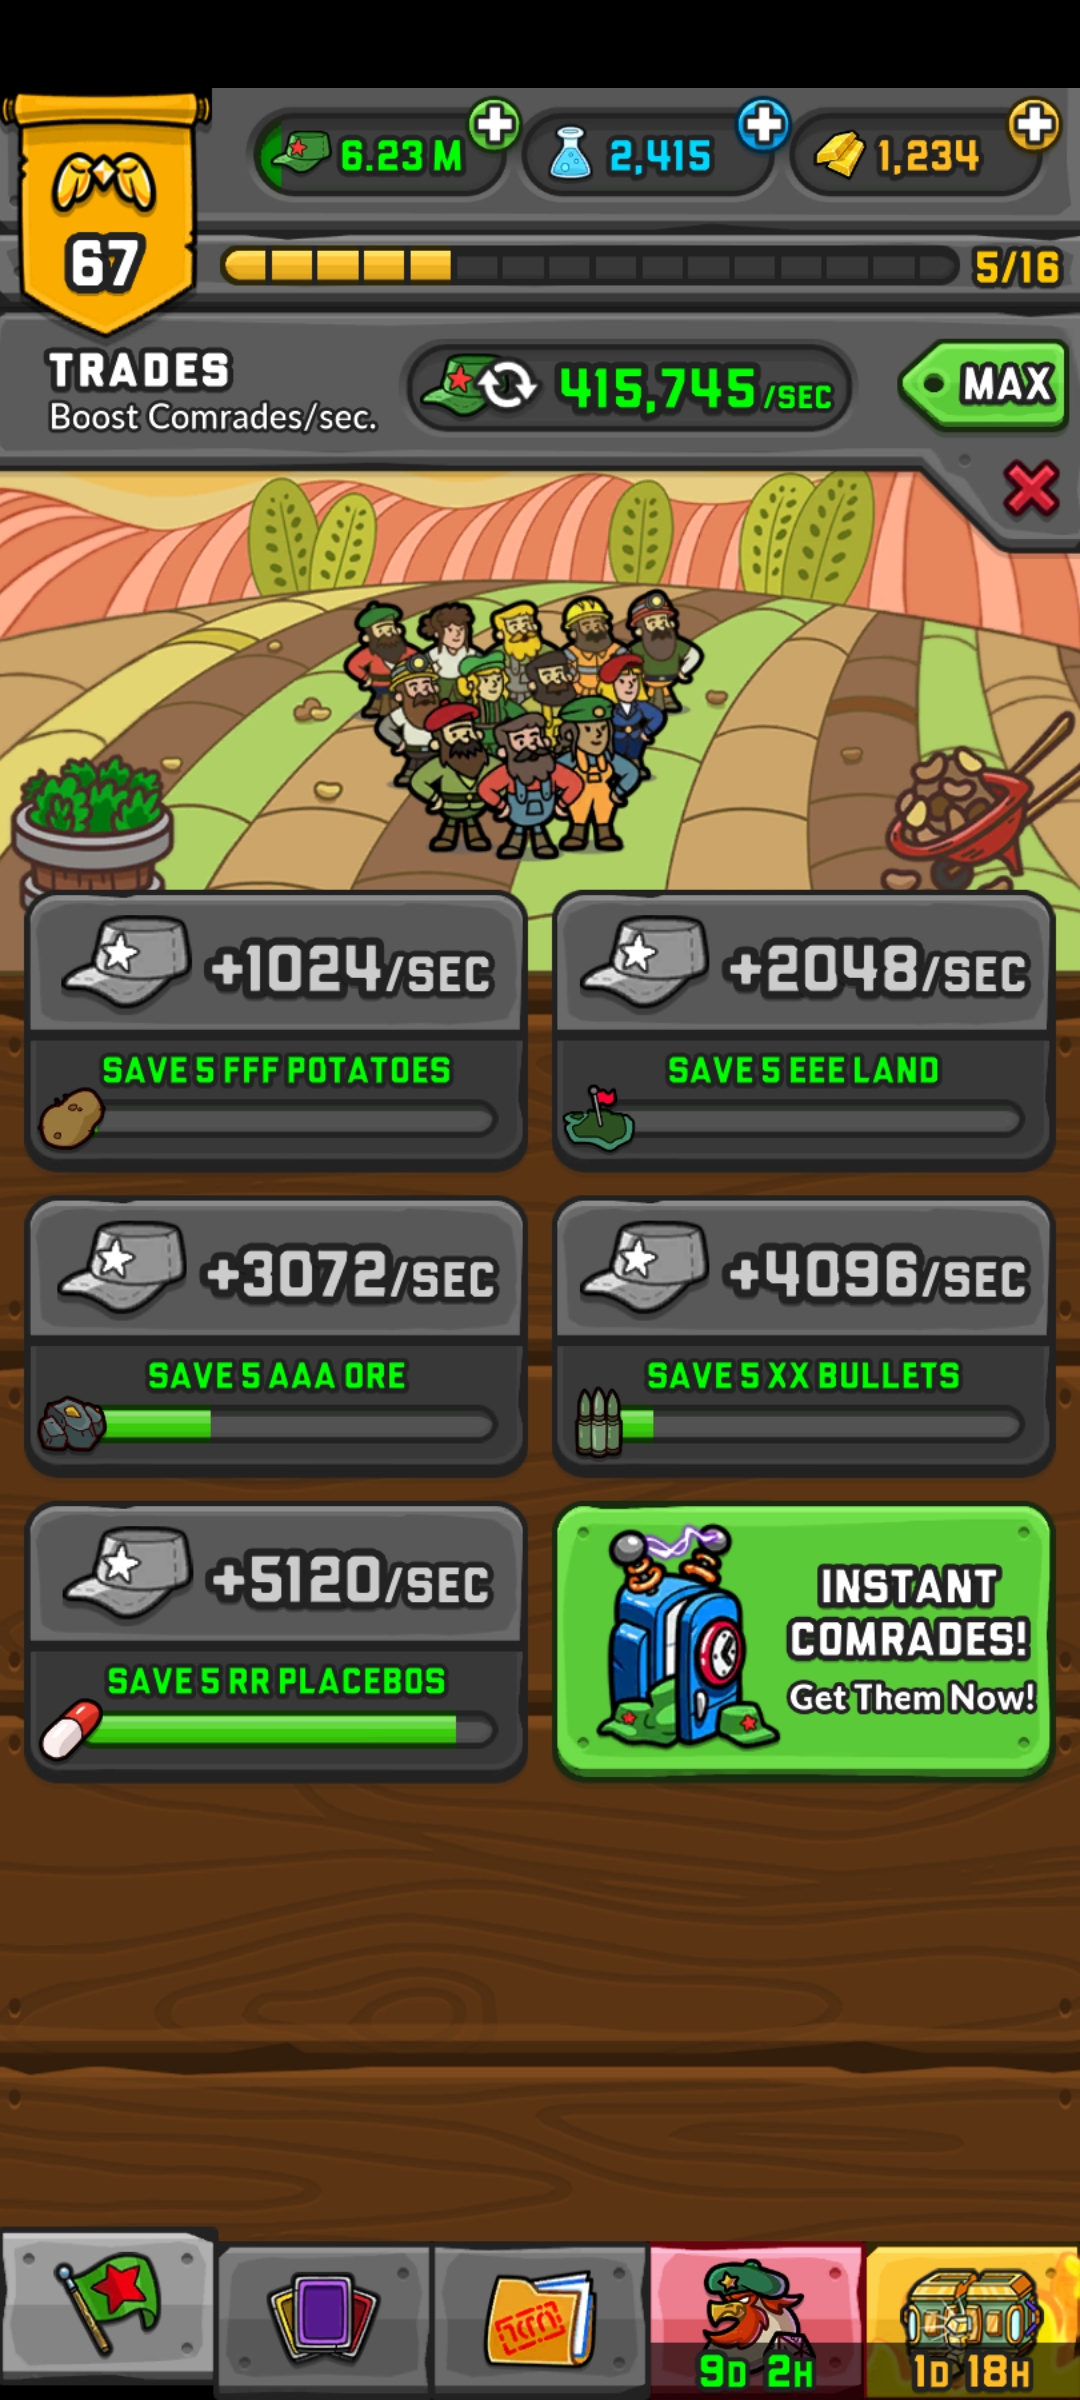 6.23 M
2,415
1,234
67
5/16
TRADES
Boost Comrades/sec.
415,745/SEC
MAX
+1024/SEC
SAVE 5 FFF POTATOES
+2048/SEC
SAVE 5 EEE LAND
+3072/SEC
SAVE 5 AAA ORE
+4096/SEC
SAVE 5 XX BULLETS
+5120/SEC
SAVE 5 RR PLACEBOS
INSTANT
COMRADES!
Get Them Now!
9D 2H
1D 18H